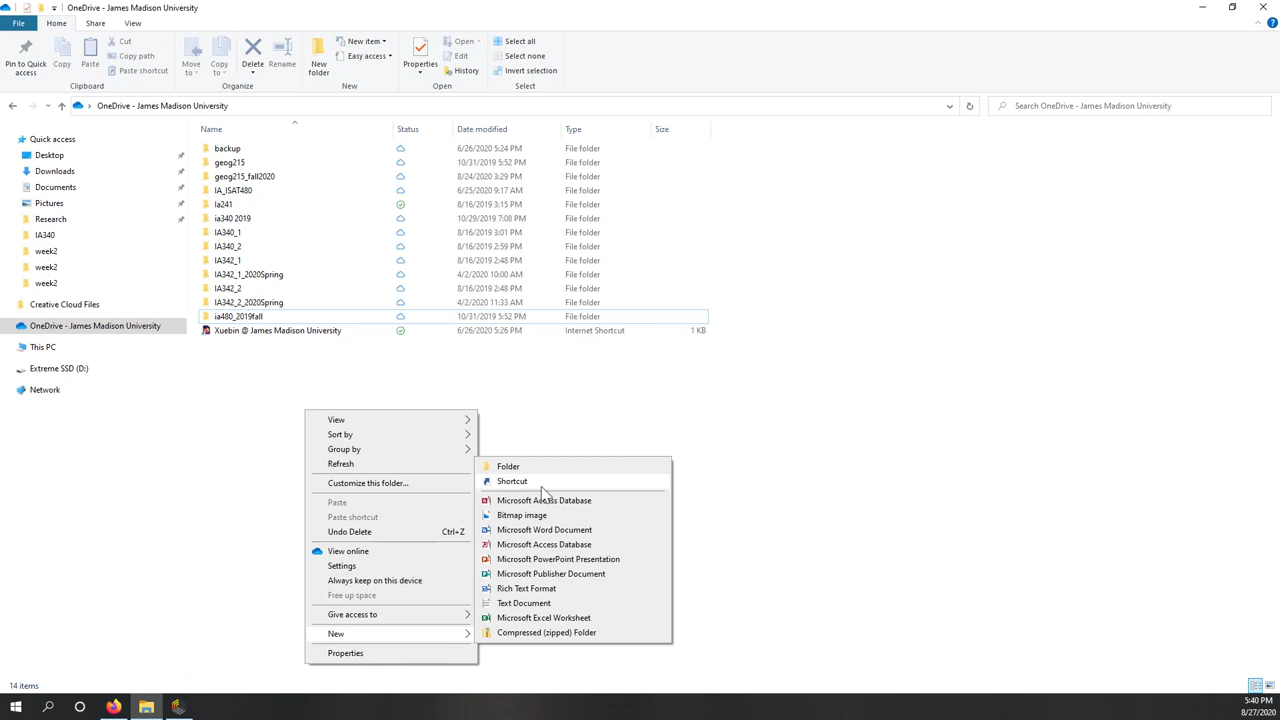 OneDrive - James Madison University
File Home Share View
Pin to Quick access
Copy
Paste
Cut
Copy path
Paste shortcut
Clipboard
Move to
Copy to
Delete
Rename
Organize
New folder
New item
Easy access
New
Properties
Open
Edit
History
Open
Select all
Select none
Invert selection
Select
OneDrive - James Madison University
Search OneDrive - James Madison University
Name Status Date modified Type Size
Quick access
Desktop
Downloads
Documents
Pictures
Research
IA340
week2
week2
week2
Creative Cloud Files
OneDrive - James Madison University
This PC
Extreme SSD (D:)
Network
backup 6/26/2020 5:24 PM File folder
geog215 10/31/2019 5:52 PM File folder
geog215_fall2020 8/24/2020 3:29 PM File folder
IA_ISAT480 6/25/2020 9:17 AM File folder
Ia241 8/16/2019 3:15 PM File folder
ia340 2019 10/29/2019 7:08 PM File folder
IA340_1 8/16/2019 3:01 PM File folder
IA340_2 8/16/2019 2:59 PM File folder
IA342_1 8/16/2019 2:59 PM File folder
IA342_1_2020Spring 4/2/2020 10:00 AM File folder
IA342_2 8/16/2019 2:58 PM File folder
IA342_2_2020Spring 4/2/2020 11:33 AM File folder
ia480_2019fall 10/31/2019 5:52 PM File folder
Xuebin @ James Madison University 6/26/2020 5:26 PM Internet Shortcut 1 KB
View
Sort by
Group by
Refresh
Customize this folder...
Paste
Paste shortcut
Undo Delete Ctrl+Z
View online
Settings
Always keep on this device
Free up space
Give access to
New
Properties
Folder
Shortcut
Microsoft Access Database
Bitmap image
Microsoft Word Document
Microsoft Access Database
Microsoft PowerPoint Presentation
Microsoft Publisher Document
Rich Text Format
Text Document
Microsoft Excel Worksheet
Compressed (zipped) Folder
14 items
5:40 PM
8/27/2020